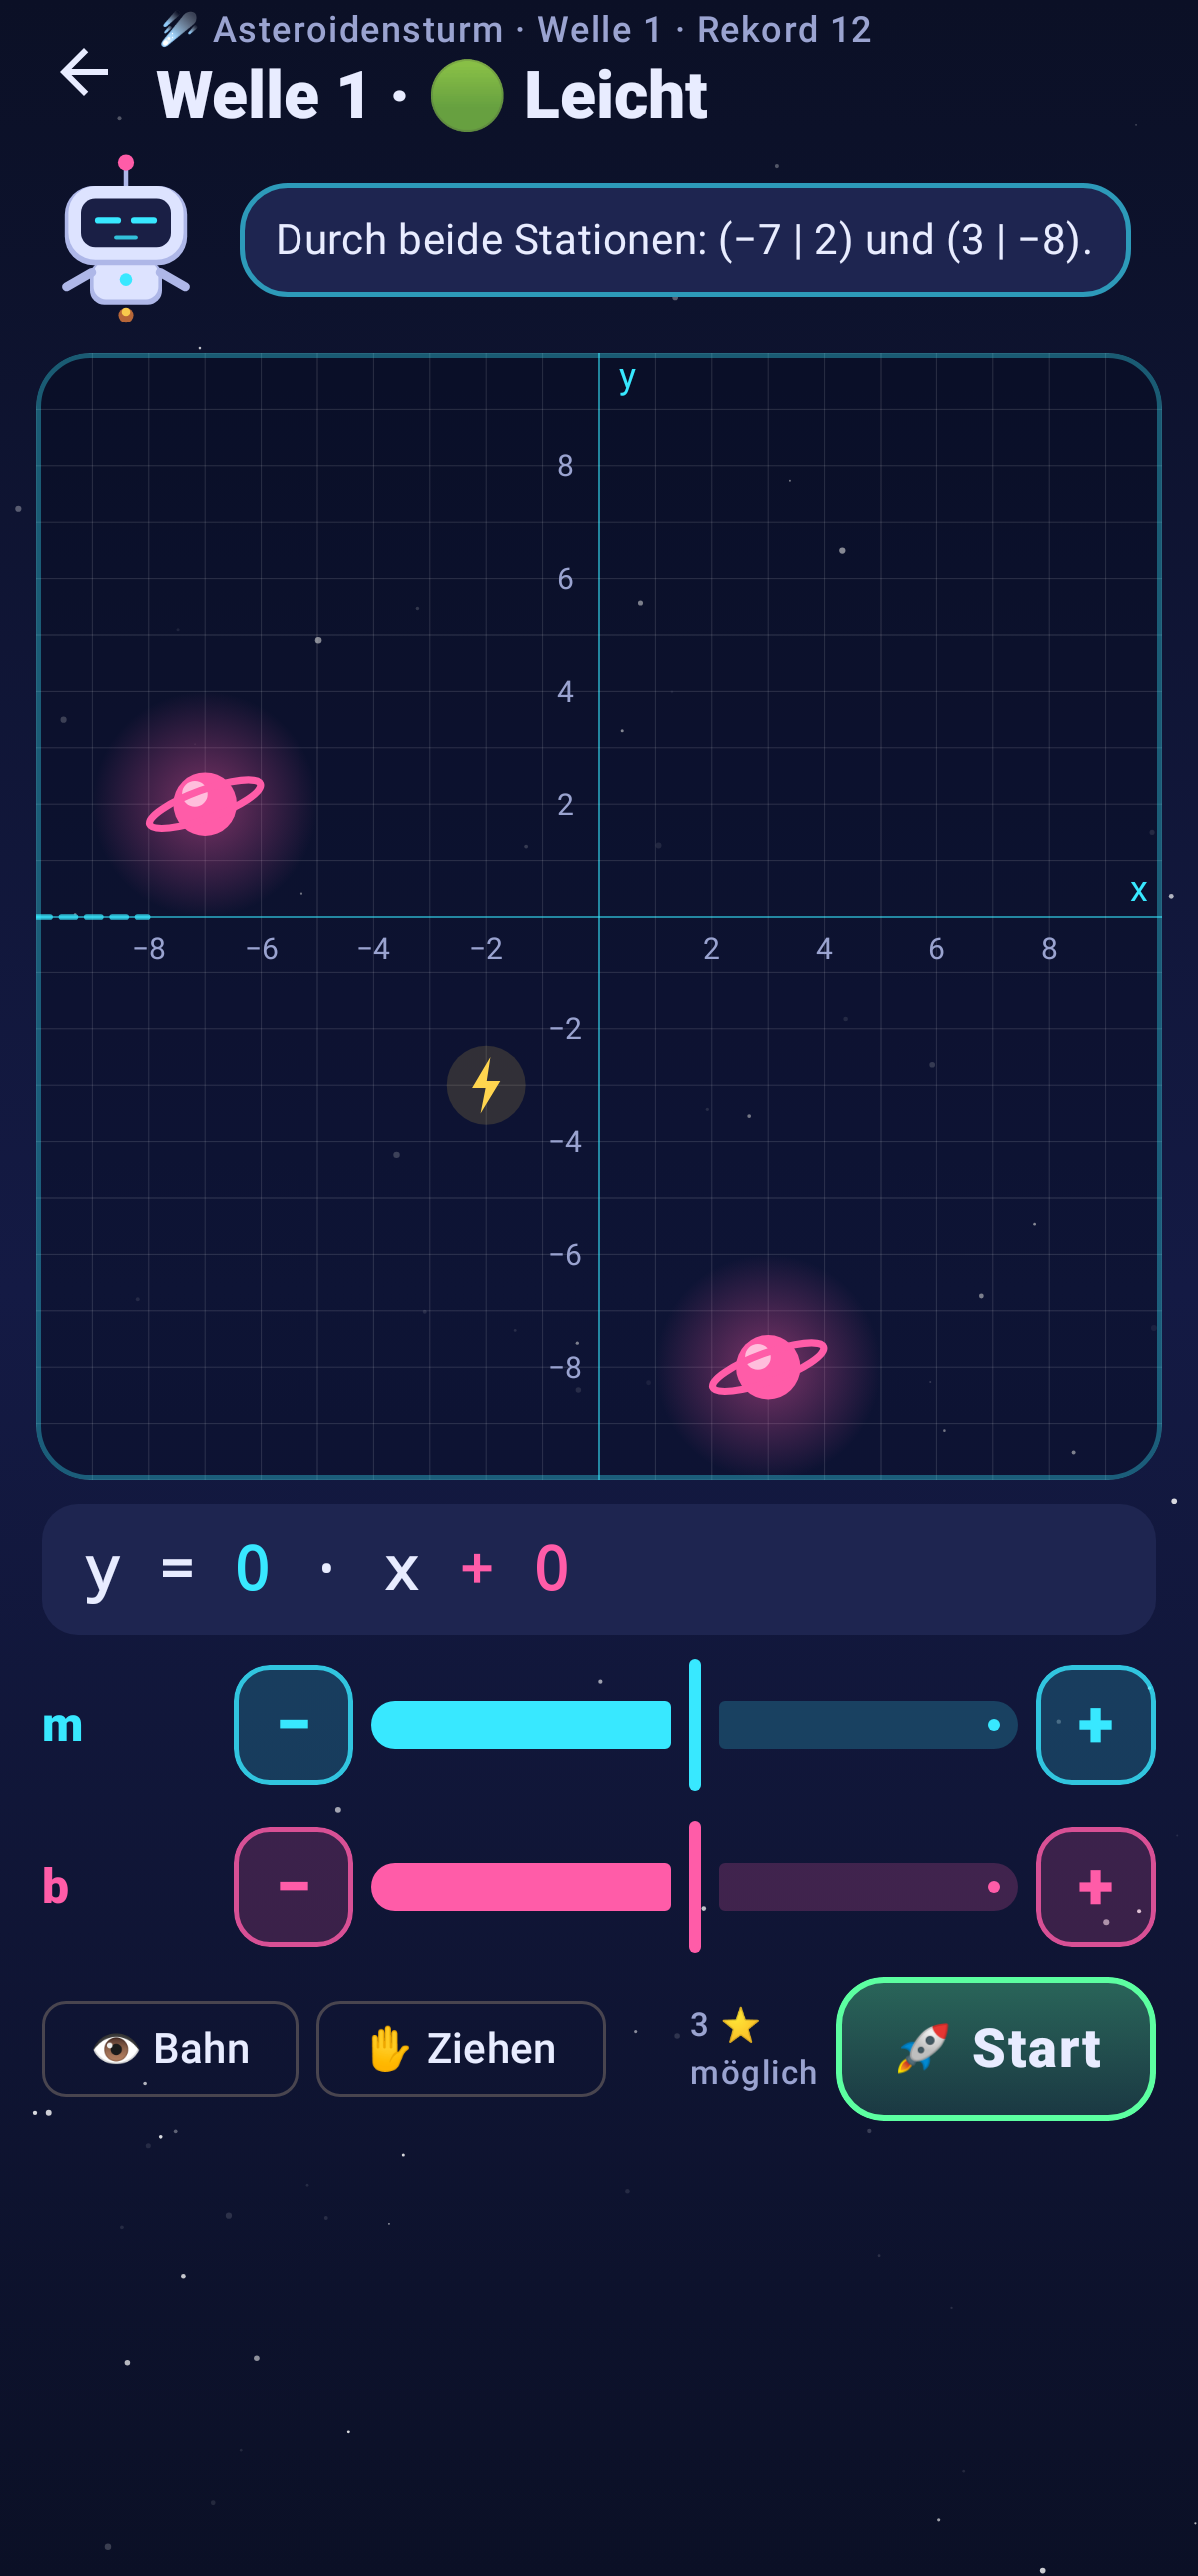 Asteroidensturm · Welle 1 · Rekord 12
Welle 1 · Leicht
Durch beide Stationen: (−7 | 2) und (3 | −8).
y
8
6
4
2
x
−8 −6 −4 −2 2 4 6 8
−2
−4
−6
−8
y = 0 · x + 0
m − +
b − +
Bahn Ziehen 3 ⭐ möglich Start